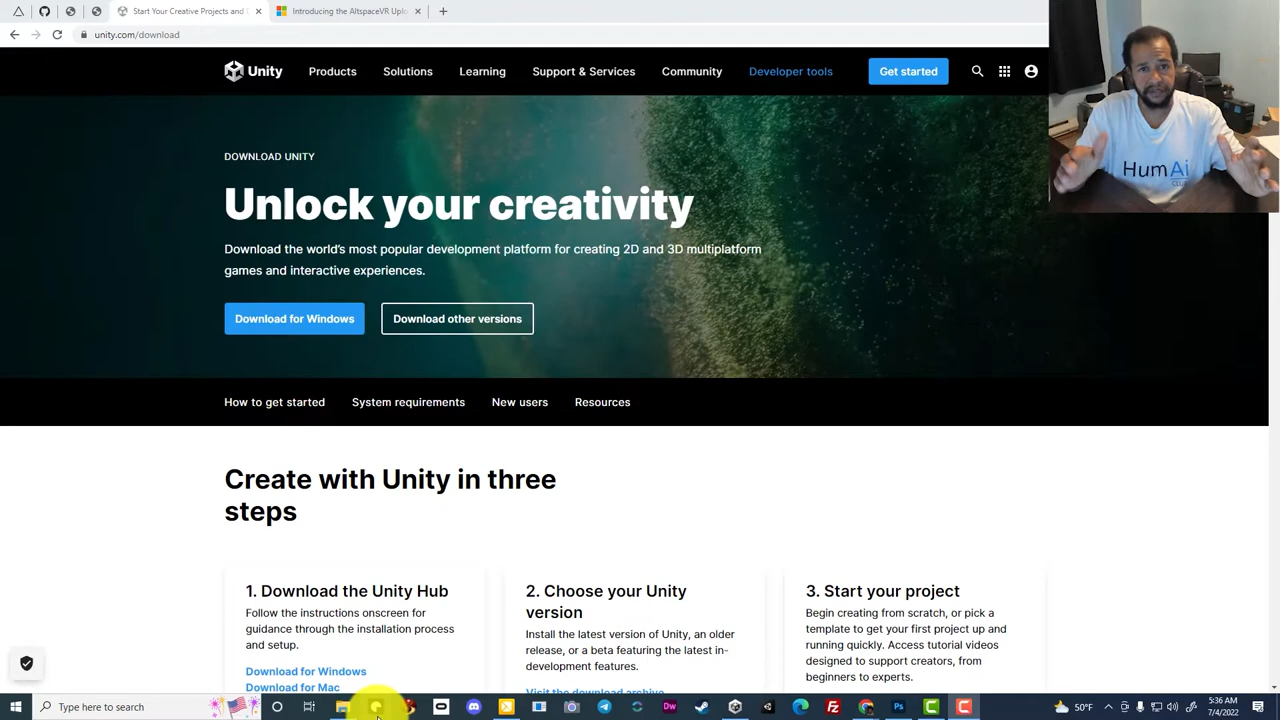 Start Your Creative Projects and
Introducing the AltspaceVR Uplo
unity.com/download
Unity
Products
Solutions
Learning
Support & Services
Community
Developer tools
Get started
HumAi
DOWNLOAD UNITY
Unlock your creativity
Download the world's most popular development platform for creating 2D and 3D multiplatform
games and interactive experiences.
Download for Windows
Download other versions
How to get started
System requirements
New users
Resources
Create with Unity in three
steps
1. Download the Unity Hub
Follow the instructions onscreen for
guidance through the installation process
and setup.
Download for Windows
Download for Mac
2. Choose your Unity
version
Install the latest version of Unity, an older
release, or a beta featuring the latest in-
development features.
Visit the download archive
3. Start your project
Begin creating from scratch, or pick a
template to get your first project up and
running quickly. Access tutorial videos
designed to support creators, from
beginners to experts.
Type here to search
Dw
Fz
Ps
50°F
5:36 AM
7/4/2022